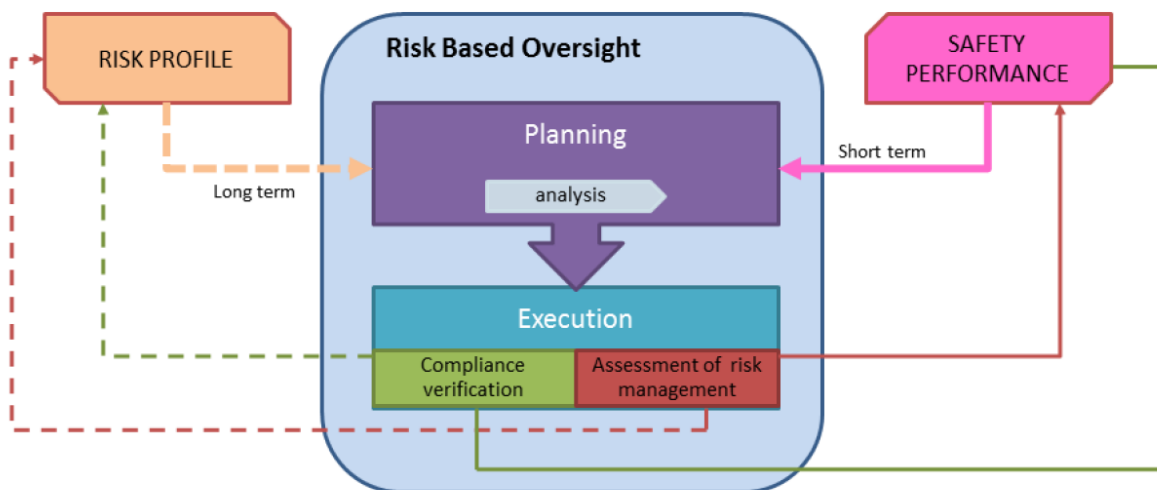 RISK PROFILE
Risk Based Oversight
SAFETY
PERFORMANCE
Planning
Short term
Long term
analysis
Execution
Compliance
verification
Assessment of risk
management